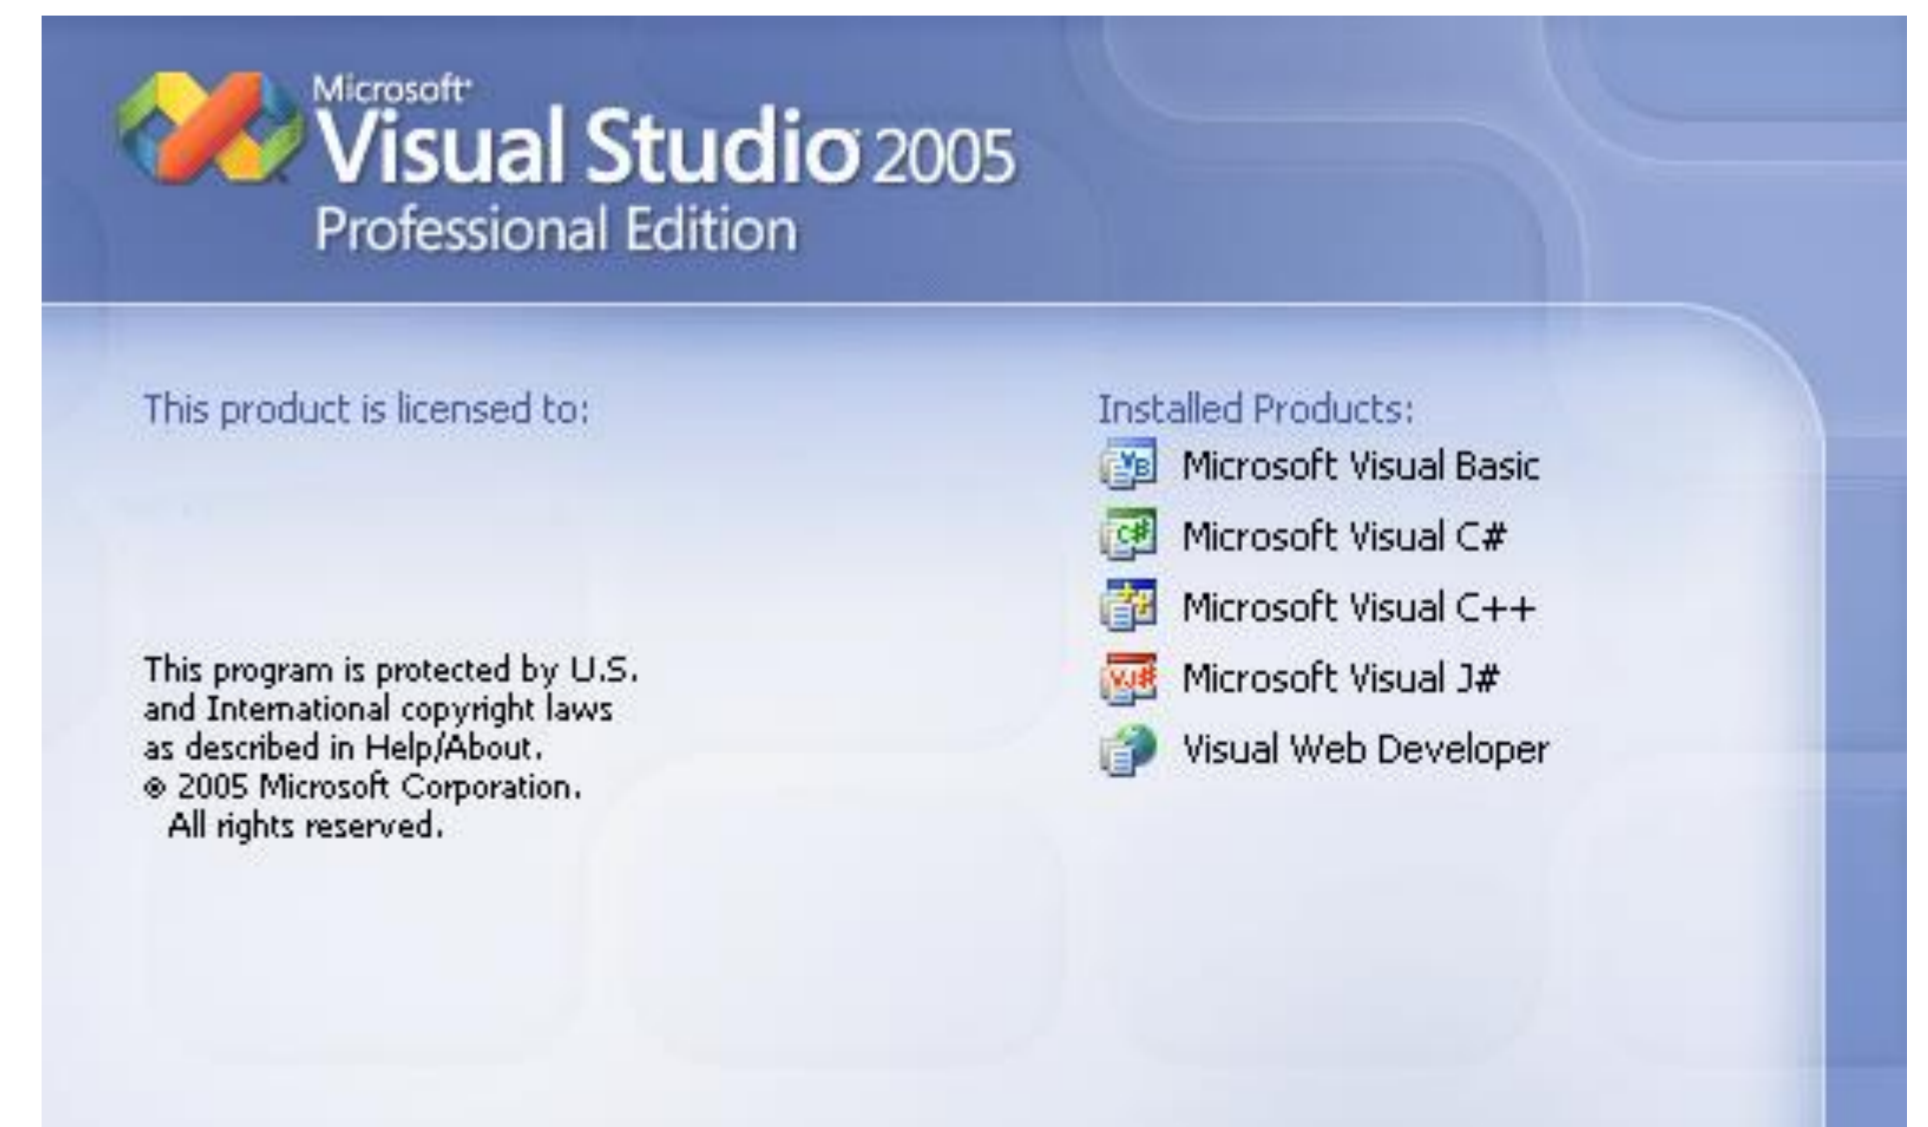 Microsoft
Visual Studio 2005
Professional Edition
This product is licensed to:
This program is protected by U.S.
and International copyright laws
as described in Help/About.
© 2005 Microsoft Corporation.
All rights reserved.
Installed Products:
Microsoft Visual Basic
Microsoft Visual C#
Microsoft Visual C++
Microsoft Visual J#
Visual Web Developer